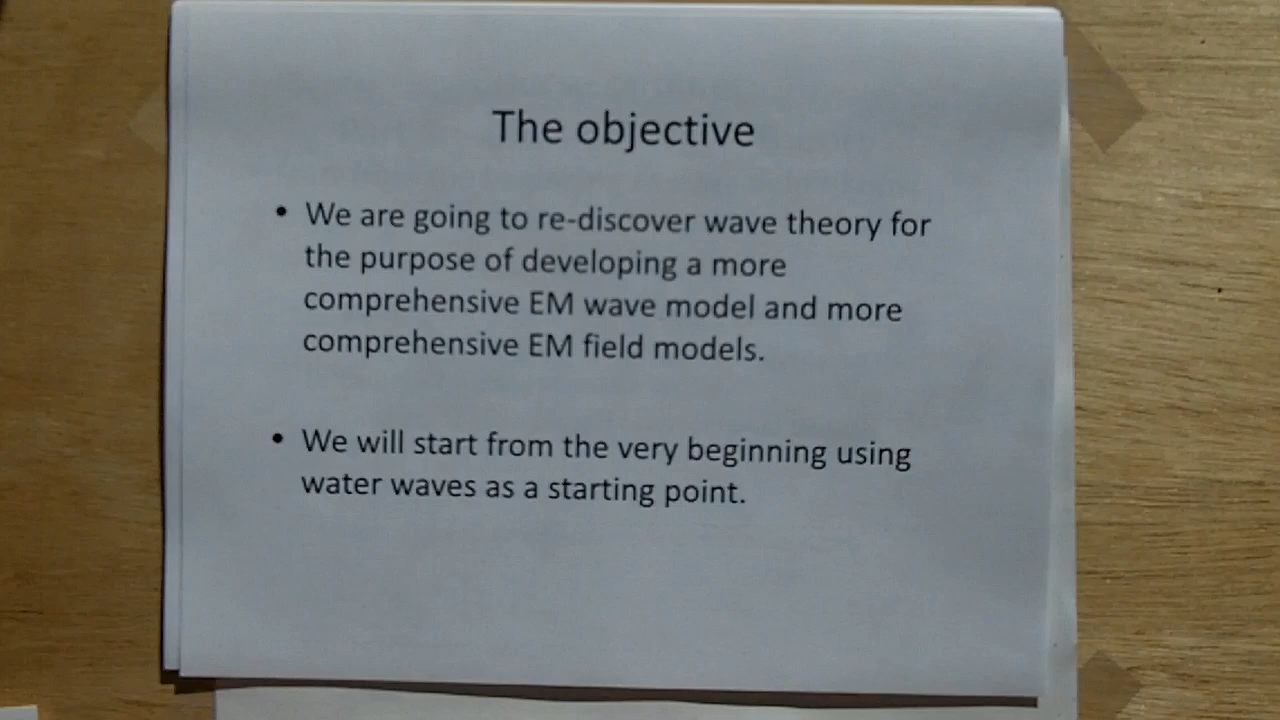 The objective
• We are going to re-discover wave theory for
the purpose of developing a more
comprehensive EM wave model and more
comprehensive EM field models.
• We will start from the very beginning using
water waves as a starting point.